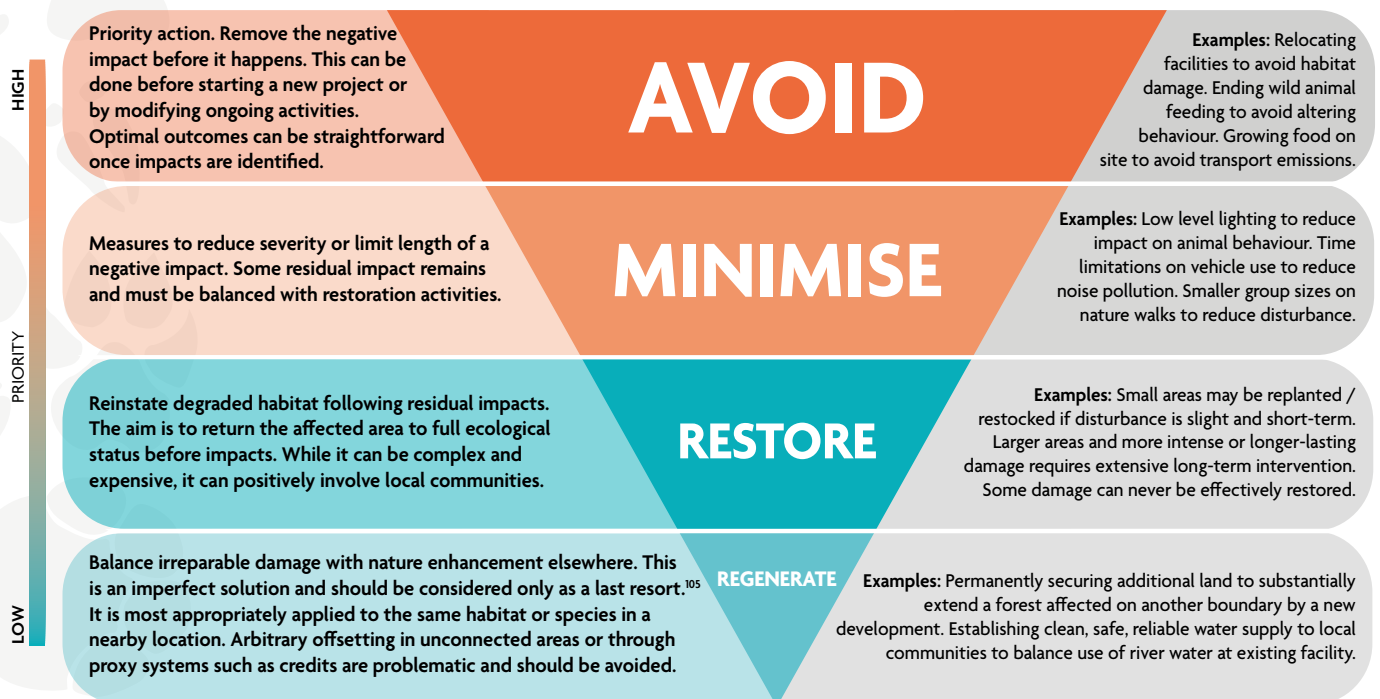 HIGH
PRIORITY
LOW
Priority action. Remove the negative
impact before it happens. This can be
done before starting a new project or
by modifying ongoing activities.
Optimal outcomes can be straightforward
once impacts are identified.
AVOID
Examples: Relocating
facilities to avoid habitat
damage. Ending wild animal
feeding to avoid altering
behaviour. Growing food on
site to avoid transport emissions.
Measures to reduce severity or limit length of a
negative impact. Some residual impact remains
and must be balanced with restoration activities.
MINIMISE
Examples: Low level lighting to reduce
impact on animal behaviour. Time
limitations on vehicle use to reduce
noise pollution. Smaller group sizes on
nature walks to reduce disturbance.
Reinstate degraded habitat following residual impacts.
The aim is to return the affected area to full ecological
status before impacts. While it can be complex and
expensive, it can positively involve local communities.
RESTORE
Examples: Small areas may be replanted /
restocked if disturbance is slight and short-term.
Larger areas and more intense or longer-lasting
damage requires extensive long-term intervention.
Some damage can never be effectively restored.
Balance irreparable damage with nature enhancement elsewhere. This
is an imperfect solution and should be considered only as a last resort.105
It is most appropriately applied to the same habitat or species in a
nearby location. Arbitrary offsetting in unconnected areas or through
proxy systems such as credits are problematic and should be avoided.
REGENERATE
Examples: Permanently securing additional land to substantially
extend a forest affected on another boundary by a new
development. Establishing clean, safe, reliable water supply to local
communities to balance use of river water at existing facility.